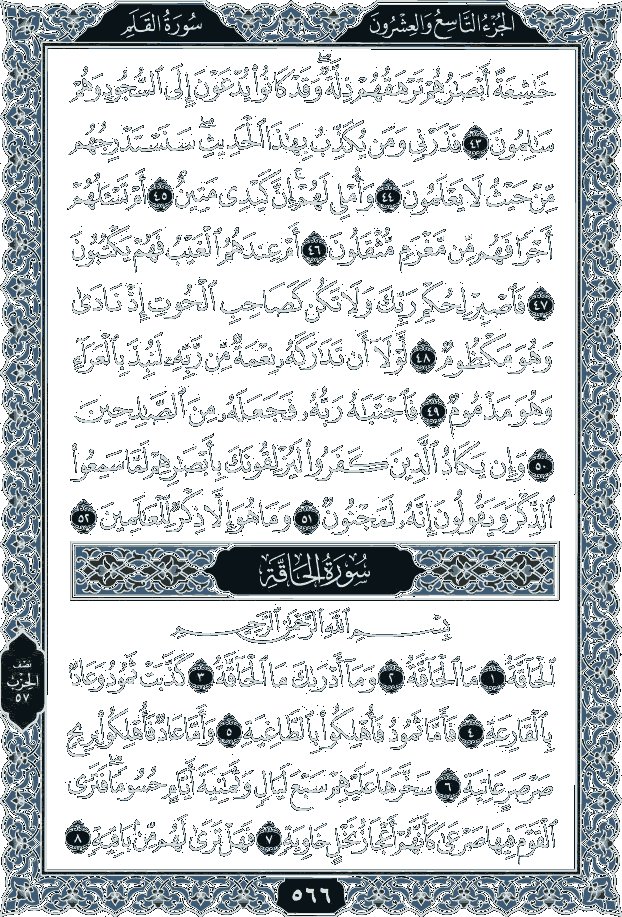 الجُزْءُ التَّاسِعُ وَالعِشْرُونَ
سُورَةُ القَلَمِ
خَٰشِعَةً أَبْصَٰرُهُمْ تَرْهَقُهُمْ ذِلَّةٌ ۖ وَقَدْ كَانُوا۟ يُدْعَوْنَ إِلَى ٱلسُّجُودِ وَهُمْ
سَٰلِمُونَ ٤٣ فَذَرْنِى وَمَن يُكَذِّبُ بِهَٰذَا ٱلْحَدِيثِ ۖ سَنَسْتَدْرِجُهُم
مِّنْ حَيْثُ لَا يَعْلَمُونَ ٤٤ وَأُمْلِى لَهُمْ ۚ إِنَّ كَيْدِى مَتِينٌ ٤٥ أَمْ تَسْـَٔلُهُمْ
أَجْرًا فَهُم مِّن مَّغْرَمٍ مُّثْقَلُونَ ٤٦ أَمْ عِندَهُمُ ٱلْغَيْبُ فَهُمْ يَكْتُبُونَ
٤٧ فَٱصْبِرْ لِحُكْمِ رَبِّكَ وَلَا تَكُن كَصَاحِبِ ٱلْحُوتِ إِذْ نَادَىٰ
وَهُوَ مَكْظُومٌ ٤٨ لَّوْلَآ أَن تَدَٰرَكَهُۥ نِعْمَةٌ مِّن رَّبِّهِۦ لَنُبِذَ بِٱلْعَرَآءِ
وَهُوَ مَذْمُومٌ ٤٩ فَٱجْتَبَٰهُ رَبُّهُۥ فَجَعَلَهُۥ مِنَ ٱلصَّٰلِحِينَ
٥٠ وَإِن يَكَادُ ٱلَّذِينَ كَفَرُوا۟ لَيُزْلِقُونَكَ بِأَبْصَٰرِهِمْ لَمَّا سَمِعُوا۟
ٱلذِّكْرَ وَيَقُولُونَ إِنَّهُۥ لَمَجْنُونٌ ٥١ وَمَا هُوَ إِلَّا ذِكْرٌ لِّلْعَٰلَمِينَ ٥٢
سُورَةُ الحَاقَّةِ
بِسْمِ ٱللَّهِ ٱلرَّحْمَٰنِ ٱلرَّحِيمِ
ٱلْحَآقَّةُ ١ مَا ٱلْحَآقَّةُ ٢ وَمَآ أَدْرَىٰكَ مَا ٱلْحَآقَّةُ ٣ كَذَّبَتْ ثَمُودُ وَعَادٌۢ
بِٱلْقَارِعَةِ ٤ فَأَمَّا ثَمُودُ فَأُهْلِكُوا۟ بِٱلطَّاغِيَةِ ٥ وَأَمَّا عَادٌ فَأُهْلِكُوا۟ بِرِيحٍ
صَرْصَرٍ عَاتِيَةٍ ٦ سَخَّرَهَا عَلَيْهِمْ سَبْعَ لَيَالٍ وَثَمَٰنِيَةَ أَيَّامٍ حُسُومًا فَتَرَى
ٱلْقَوْمَ فِيهَا صَرْعَىٰ كَأَنَّهُمْ أَعْجَازُ نَخْلٍ خَاوِيَةٍ ٧ فَهَلْ تَرَىٰ لَهُم مِّنۢ بَاقِيَةٍ ٨
نصف
الحزب
٥٧
٥٦٦